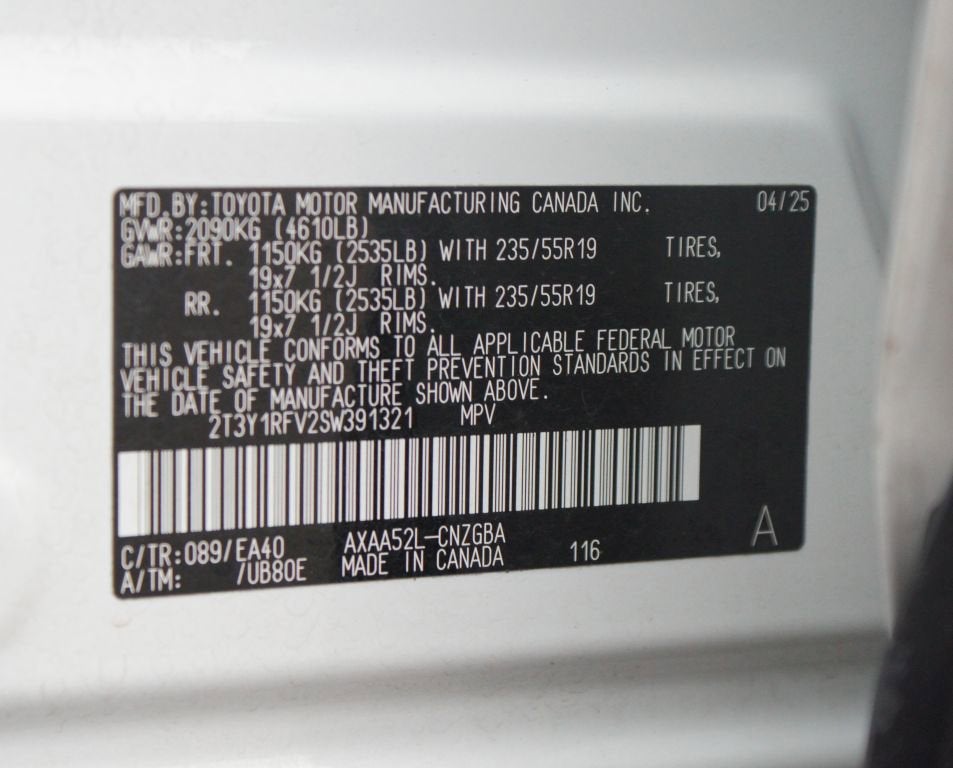 MFD.BY:TOYOTA MOTOR MANUFACTURING CANADA INC. 04/25
GVWR:2090KG (4610LB)
GAWR:FRT. 1150KG (2535LB) WITH 235/55R19 TIRES,
19x7 1/2J RIMS.
RR. 1150KG (2535LB) WITH 235/55R19 TIRES,
19x7 1/2J RIMS.
THIS VEHICLE CONFORMS TO ALL APPLICABLE FEDERAL MOTOR
VEHICLE SAFETY AND THEFT PREVENTION STANDARDS IN EFFECT ON
THE DATE OF MANUFACTURE SHOWN ABOVE.
2T3Y1RFV2SW391321 MPV
C/TR:089/EA40 AXAA52L-CNZGBA
A/TM: /UB80E MADE IN CANADA 116 A